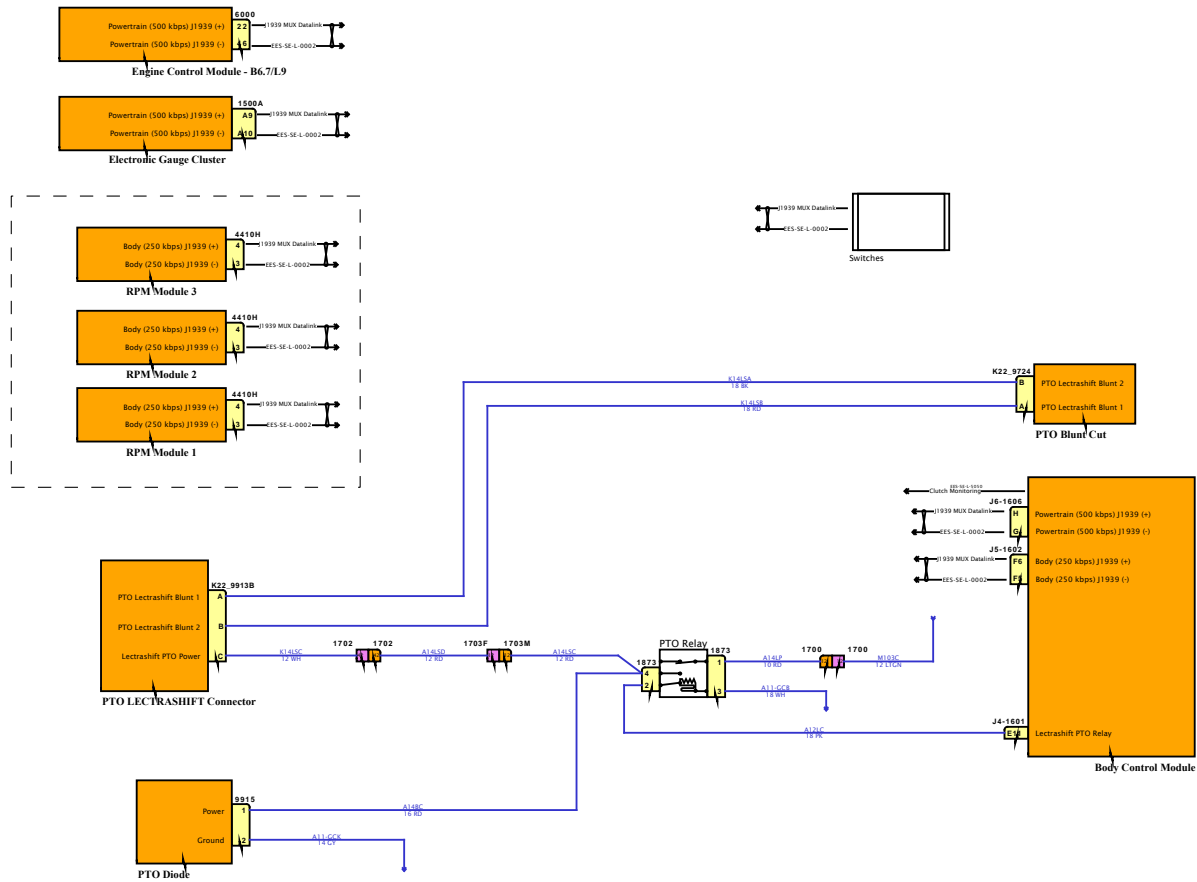 6000
Powertrain (500 kbps) J1939 (+) 22 J1939 MUX Datalink
Powertrain (500 kbps) J1939 (-) EES-SE-L-0002
Engine Control Module - B6.7/L9
1500A
Powertrain (500 kbps) J1939 (+) A9 J1939 MUX Datalink
Powertrain (500 kbps) J1939 (-) A10 EES-SE-L-0002
Electronic Gauge Cluster
J1939 MUX Datalink
EES-SE-L-0002
Switches
4410H
Body (250 kbps) J1939 (+) 4 J1939 MUX Datalink
Body (250 kbps) J1939 (-) 3 EES-SE-L-0002
RPM Module 3
4410H
Body (250 kbps) J1939 (+) 4 J1939 MUX Datalink
Body (250 kbps) J1939 (-) 3 EES-SE-L-0002
RPM Module 2
4410H
Body (250 kbps) J1939 (+) 4 J1939 MUX Datalink
Body (250 kbps) J1939 (-) 3 EES-SE-L-0002
RPM Module 1
K22_9724
K14LSA
18 BK
B PTO Lectrashift Blunt 2
K14LSB
18 RD
A PTO Lectrashift Blunt 1
PTO Blunt Cut
EES-SE-L-5050
Clutch Monitoring
J6-1606
J1939 MUX Datalink H Powertrain (500 kbps) J1939 (+)
EES-SE-L-0002 G Powertrain (500 kbps) J1939 (-)
J5-1602
J1939 MUX Datalink F6 Body (250 kbps) J1939 (+)
EES-SE-L-0002 Body (250 kbps) J1939 (-)
K22_9913B
PTO Lectrashift Blunt 1 A
PTO Lectrashift Blunt 2 B
Lectrashift PTO Power C
K14LSC
12 WH
1702 1702
A14LSD
12 RD
1703F 1703M
A14LSC
12 RD
PTO LECTRASHIFT Connector
PTO Relay
1873 1873
4 1
2 3
A14LP
10 RD
1700 1700
M103C
12 LTGN
A11-GCB
18 WH
A12LC
18 PK
J4-1601
Lectrashift PTO Relay
Body Control Module
9915
Power 1
A14BC
16 RD
Ground 2
A11-GCK
14 GY
PTO Diode